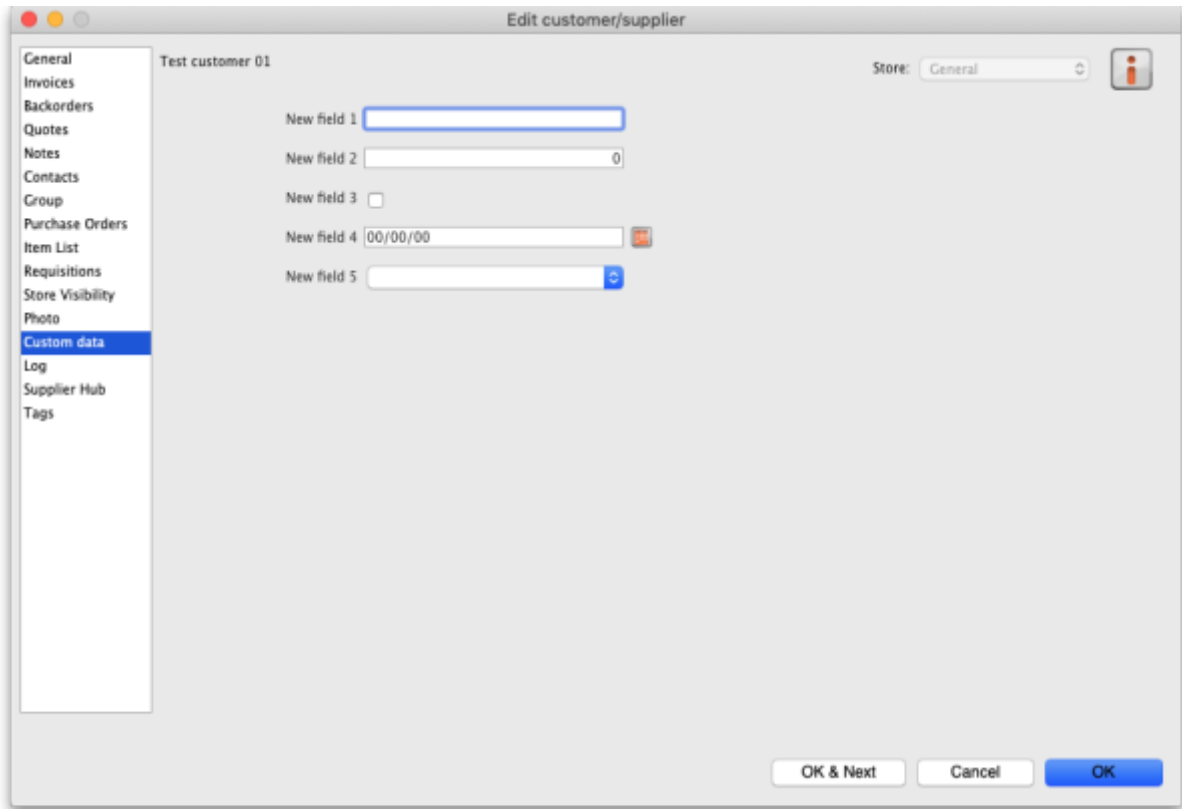 Edit customer/supplier
General
Invoices
Backorders
Quotes
Notes
Contacts
Group
Purchase Orders
Item List
Requisitions
Store Visibility
Photo
Custom data
Log
Supplier Hub
Tags
Test customer 01
Store: General
New field 1
New field 2 0
New field 3
New field 4 00/00/00
New field 5
OK & Next Cancel OK